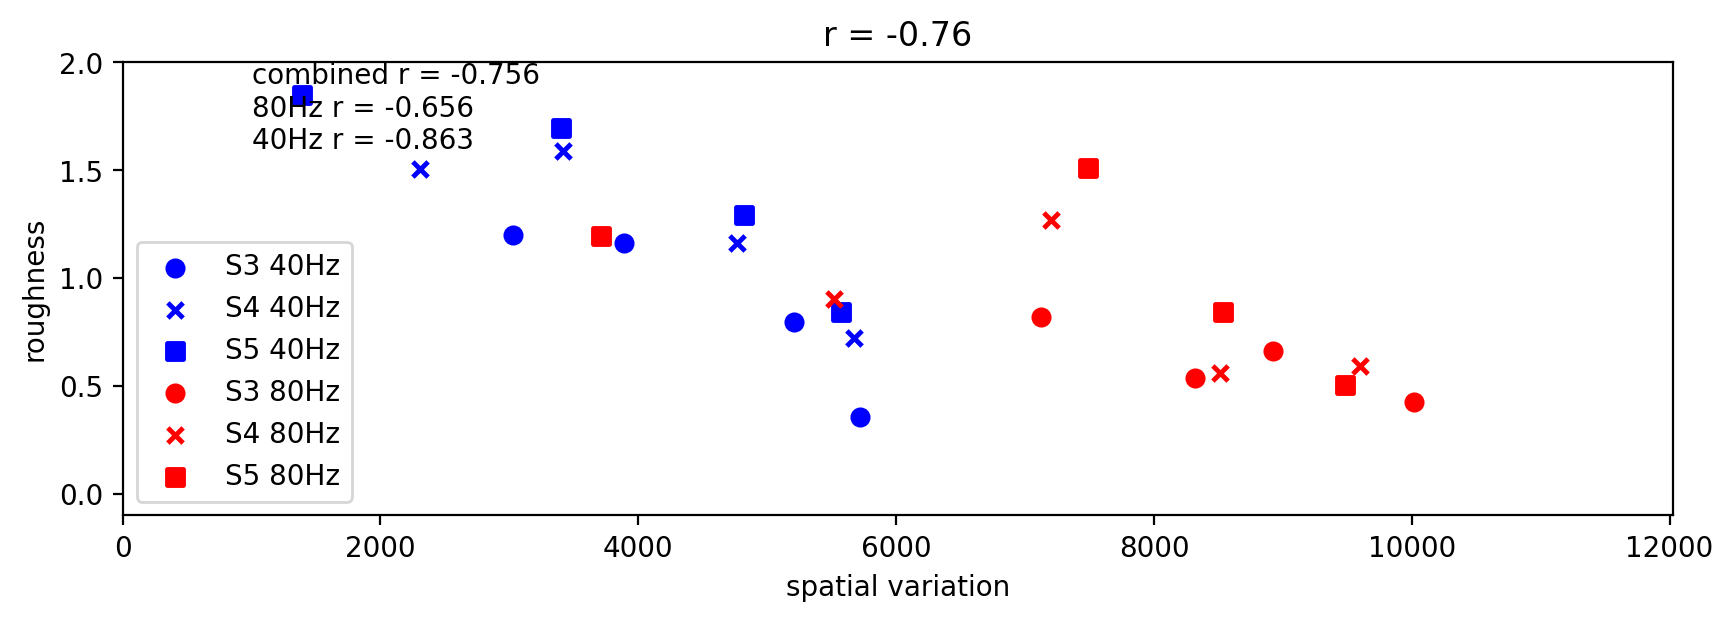 r = -0.76
combined r = -0.756
80Hz r = -0.656
40Hz r = -0.863
roughness
2.0
1.5
1.0
0.5
0.0
S3 40Hz
S4 40Hz
S5 40Hz
S3 80Hz
S4 80Hz
S5 80Hz
0 2000 4000 6000 8000 10000 12000
spatial variation